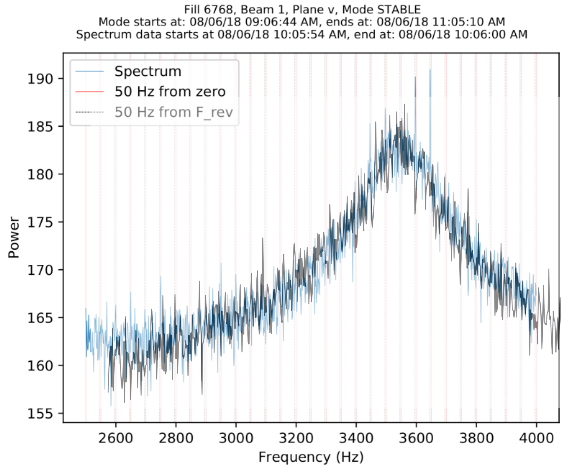 Fill 6768, Beam 1, Plane v, Mode STABLE
Mode starts at: 08/06/18 09:06:44 AM, ends at: 08/06/18 11:05:10 AM
Spectrum data starts at 08/06/18 10:05:54 AM, end at: 08/06/18 10:06:00 AM
Spectrum
50 Hz from zero
50 Hz from F_rev
190
185
180
175
170
165
160
155
Power
2600 2800 3000 3200 3400 3600 3800 4000
Frequency (Hz)